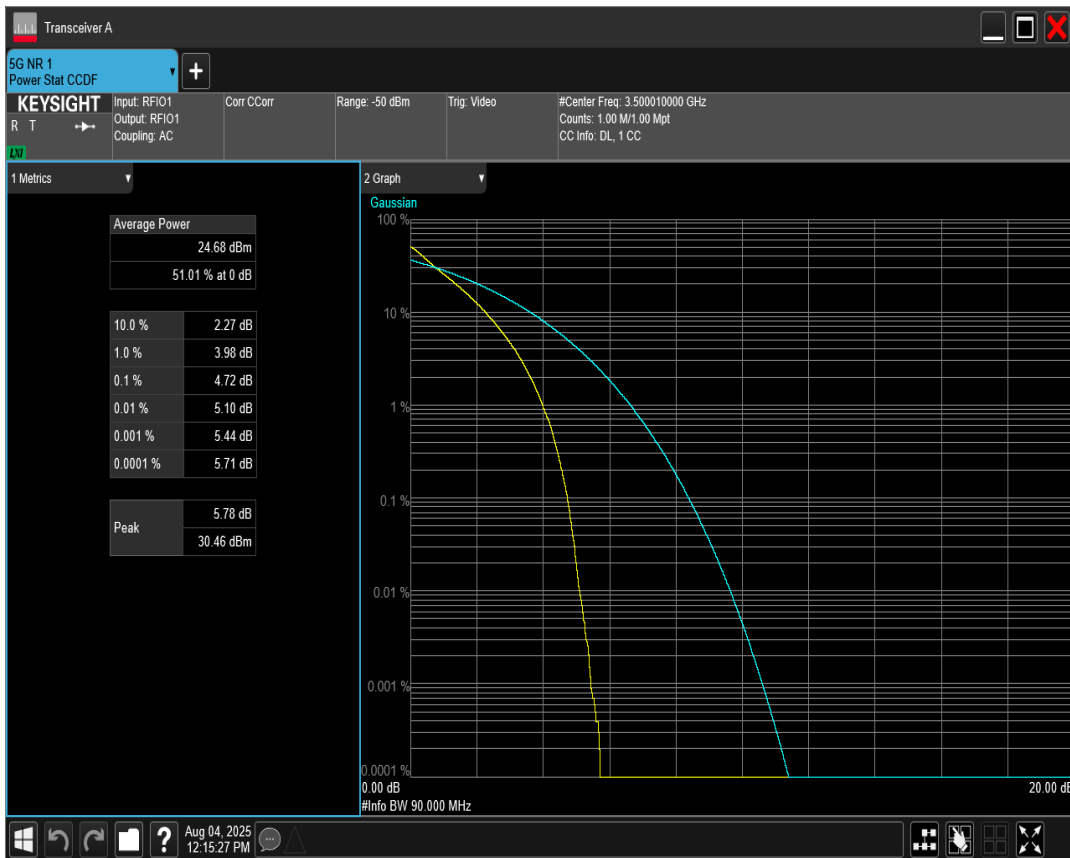 Transceiver A
5G NR 1
Power Stat CCDF
+
KEYSIGHT
R T
LXI
Input: RFIO1
Output: RFIO1
Coupling: AC
Corr CCorr
Range: -50 dBm
Trig: Video
#Center Freq: 3.500010000 GHz
Counts: 1.00 M/1.00 Mpt
CC Info: DL, 1 CC
1 Metrics
Average Power
24.68 dBm
51.01 % at 0 dB
10.0 % 2.27 dB
1.0 % 3.98 dB
0.1 % 4.72 dB
0.01 % 5.10 dB
0.001 % 5.44 dB
0.0001 % 5.71 dB
Peak
5.78 dB
30.46 dBm
2 Graph
Gaussian
100 %
10 %
1 %
0.1 %
0.01 %
0.001 %
0.0001 %
0.00 dB 20.00 dB
#Info BW 90.000 MHz
?
Aug 04, 2025
12:15:27 PM